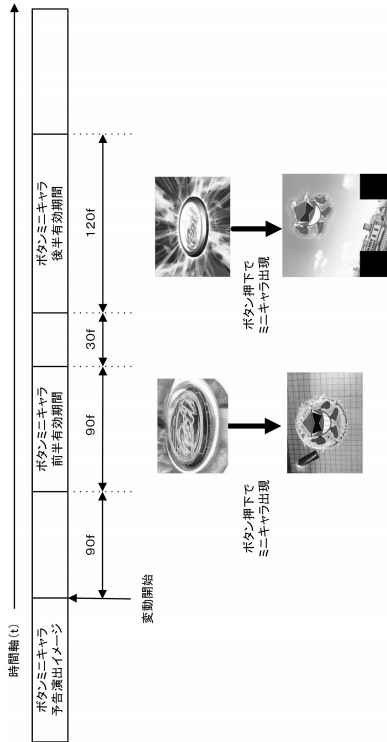 時間軸(t)
ボタンミニキャラ
予告演出イメージ
ボタンミニキャラ
前半有効期間
ボタンミニキャラ
後半有効期間
90f
90f
30f
120f
変動開始
ボタン押下で
ミニキャラ出現
ボタン押下で
ミニキャラ出現